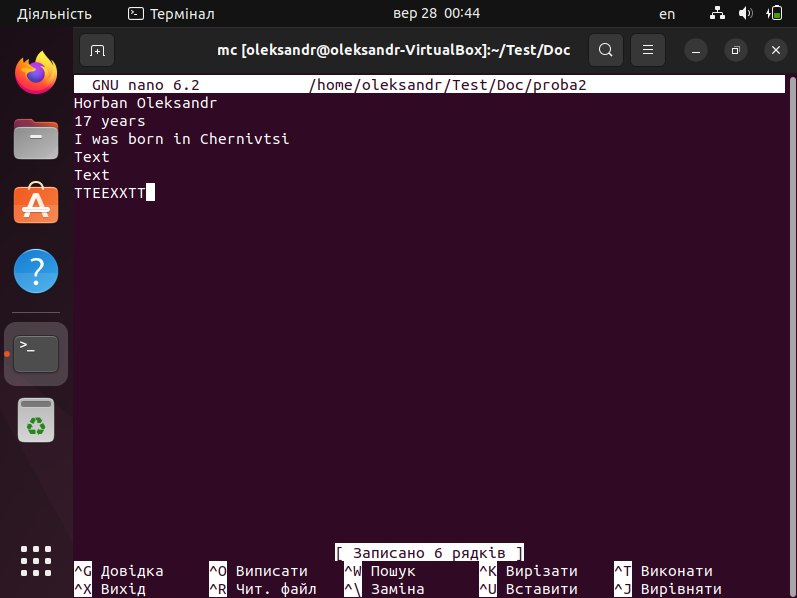 Діяльність Термінал вер 28 00:44 en
mc [oleksandr@oleksandr-VirtualBox]:~/Test/Doc
GNU nano 6.2 /home/oleksandr/Test/Doc/proba2
Horban Oleksandr
17 years
I was born in Chernivtsi
Text
Text
TTEEXXTT
[ Записано 6 рядків ]
^G Довідка ^O Виписати ^W Пошук ^K Вирізати ^T Виконати
^X Вихід ^R Чит. файл ^\ Заміна ^U Вставити ^J Вирівняти